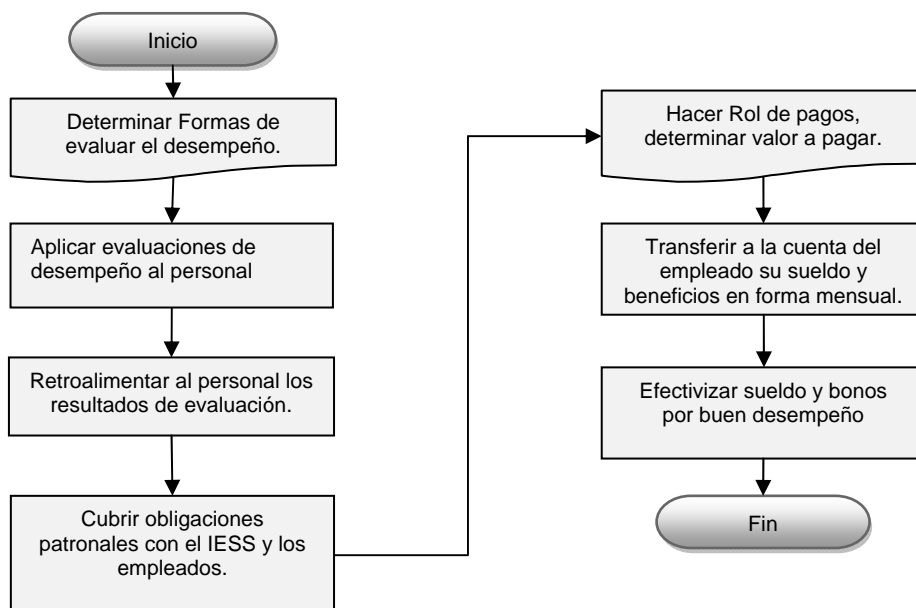 Inicio
Determinar Formas de
evaluar el desempeño.
Aplicar evaluaciones de
desempeño al personal
Retroalimentar al personal los
resultados de evaluación.
Cubrir obligaciones
patronales con el IESS y los
empleados.
Hacer Rol de pagos,
determinar valor a pagar.
Transferir a la cuenta del
empleado su sueldo y
beneficios en forma mensual.
Efectivizar sueldo y bonos
por buen desempeño
Fin